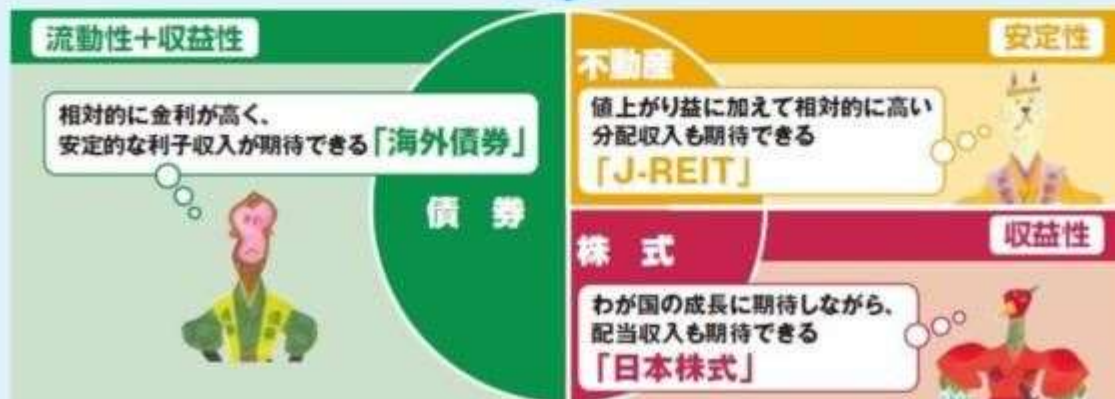 流動性+収益性
相対的に金利が高く、
安定的な利子収入が期待できる「海外債券」
債券
不動産
安定性
値上がり益に加えて相対的に高い
分配収入も期待できる
「J-REIT」
株式
収益性
わが国の成長に期待しながら、
配当収入も期待できる
「日本株式」